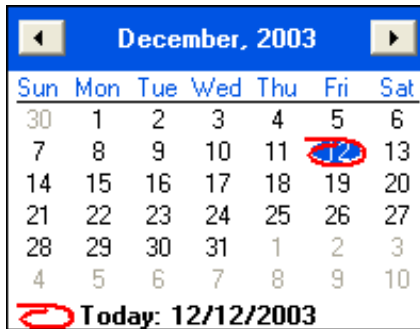 December, 2003
Sun Mon Tue Wed Thu Fri Sat
30 1 2 3 4 5 6
7 8 9 10 11 12 13
14 15 16 17 18 19 20
21 22 23 24 25 26 27
28 29 30 31 1 2 3
4 5 6 7 8 9 10
Today: 12/12/2003